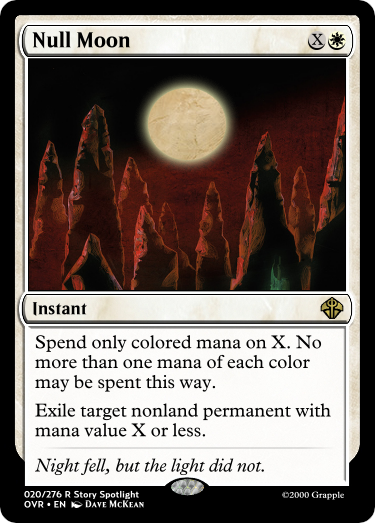 Null Moon
X
Instant
Spend only colored mana on X. No
more than one mana of each color
may be spent this way.
Exile target nonland permanent with
mana value X or less.
Night fell, but the light did not.
020/276 R Story Spotlight
OVR • EN Dave McKean
©2000 Grapple